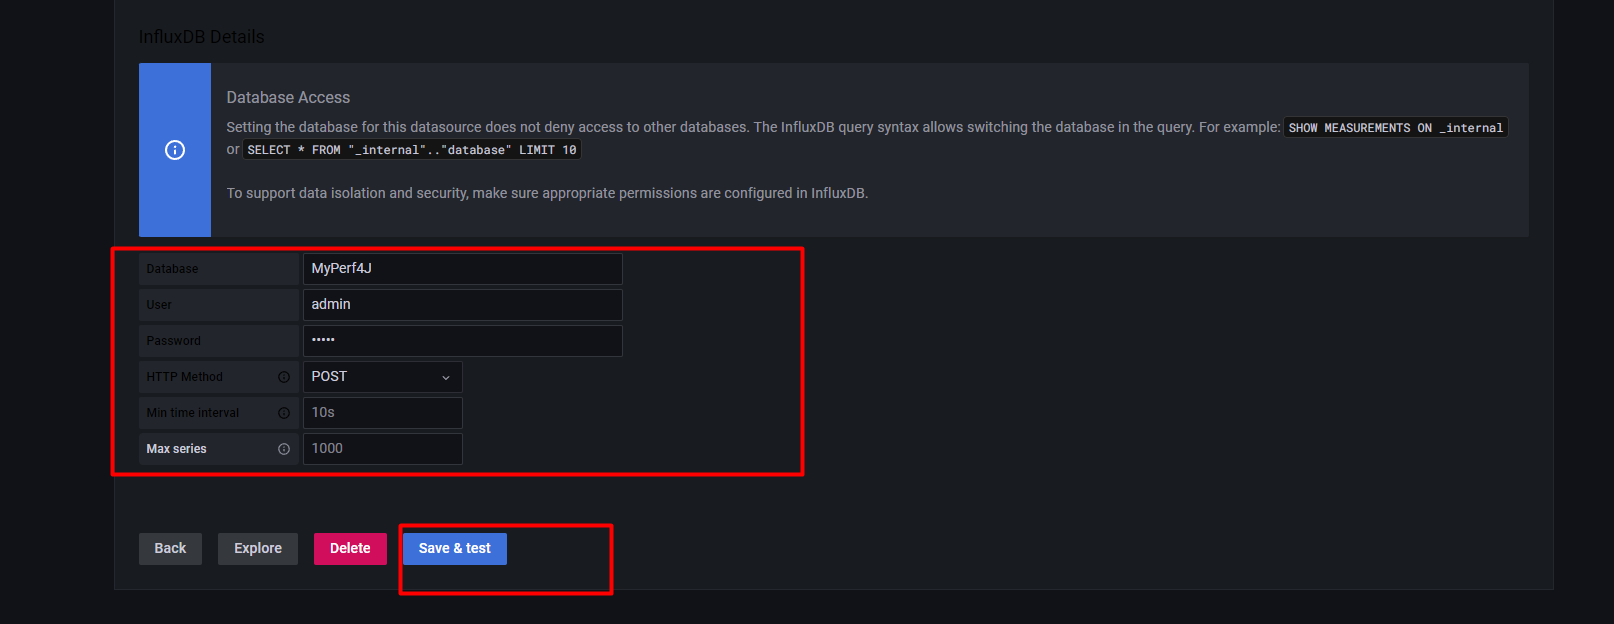 InfluxDB Details
Database Access
Setting the database for this datasource does not deny access to other databases. The InfluxDB query syntax allows switching the database in the query. For example: SHOW MEASUREMENTS ON _internal
or SELECT * FROM "_internal".."database" LIMIT 10
To support data isolation and security, make sure appropriate permissions are configured in InfluxDB.
Database MyPerf4J
User admin
Password •••••
HTTP Method POST
Min time interval 10s
Max series 1000
Back Explore Delete Save & test